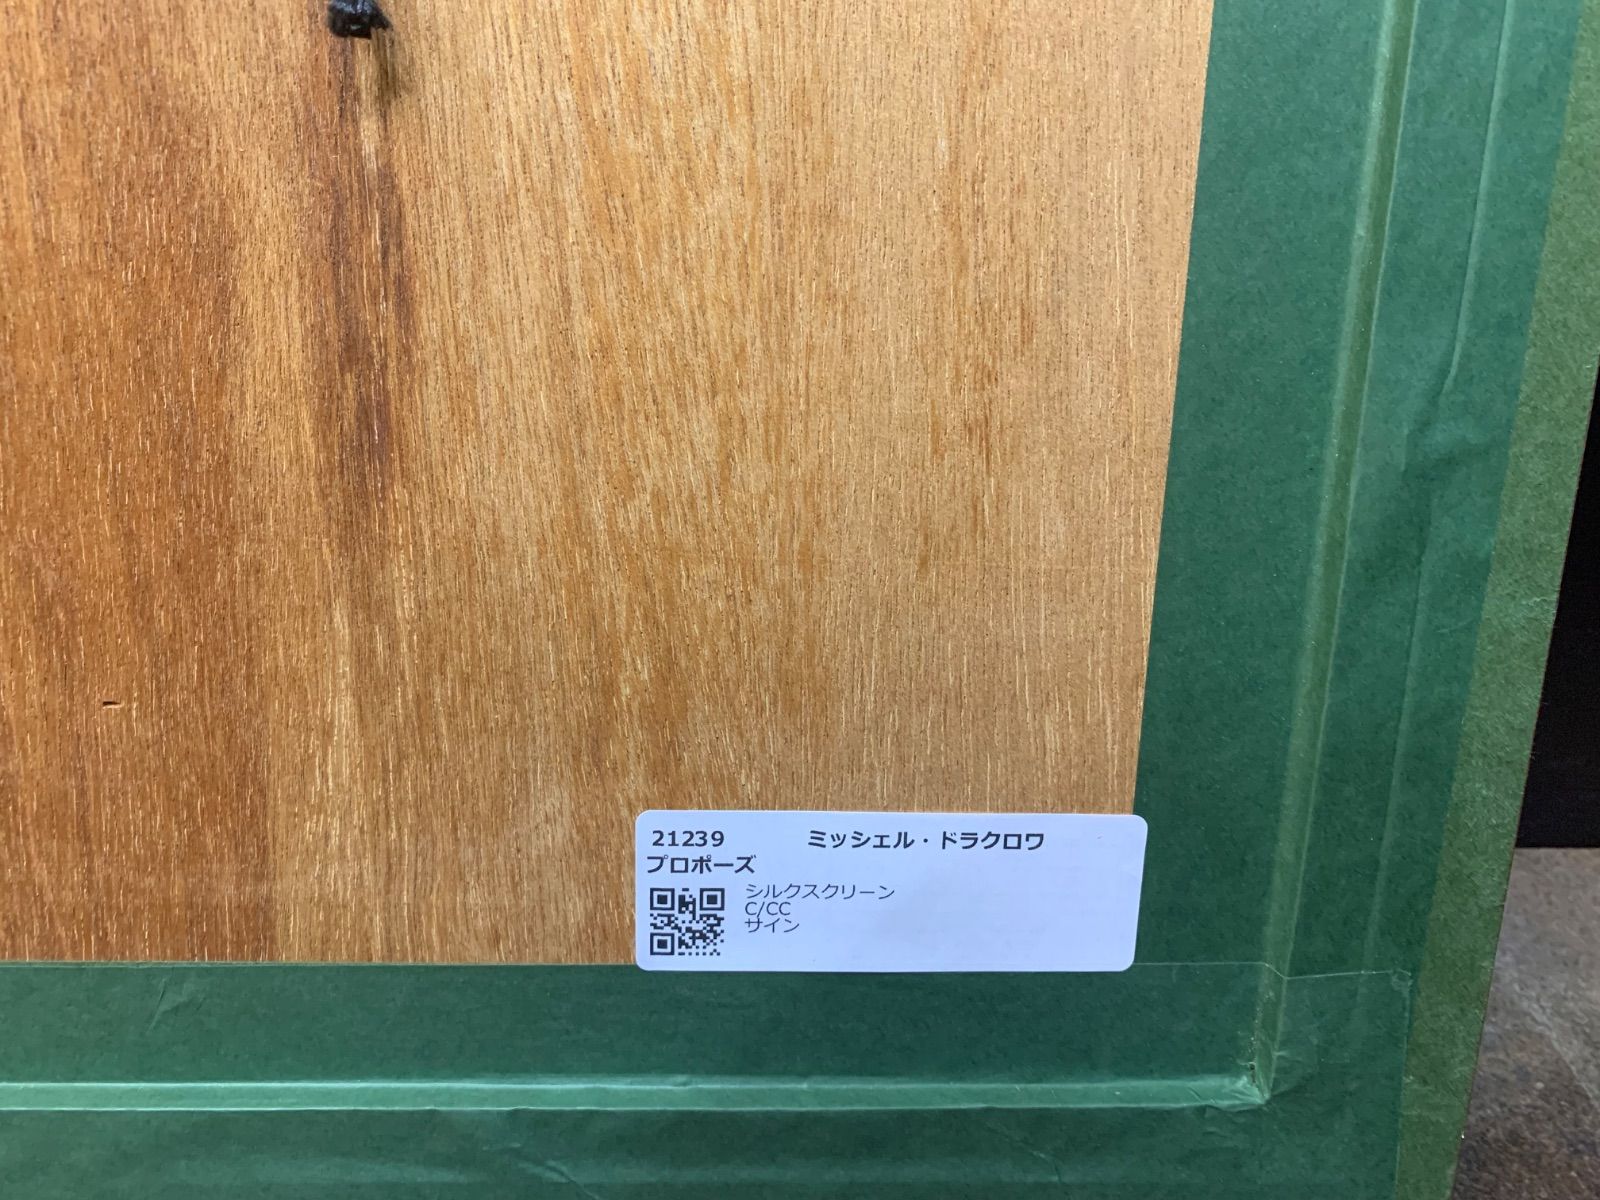 21239 ミッシェル・ドラクロワ
プロポーズ
シルクスクリーン
C/CC
サイン